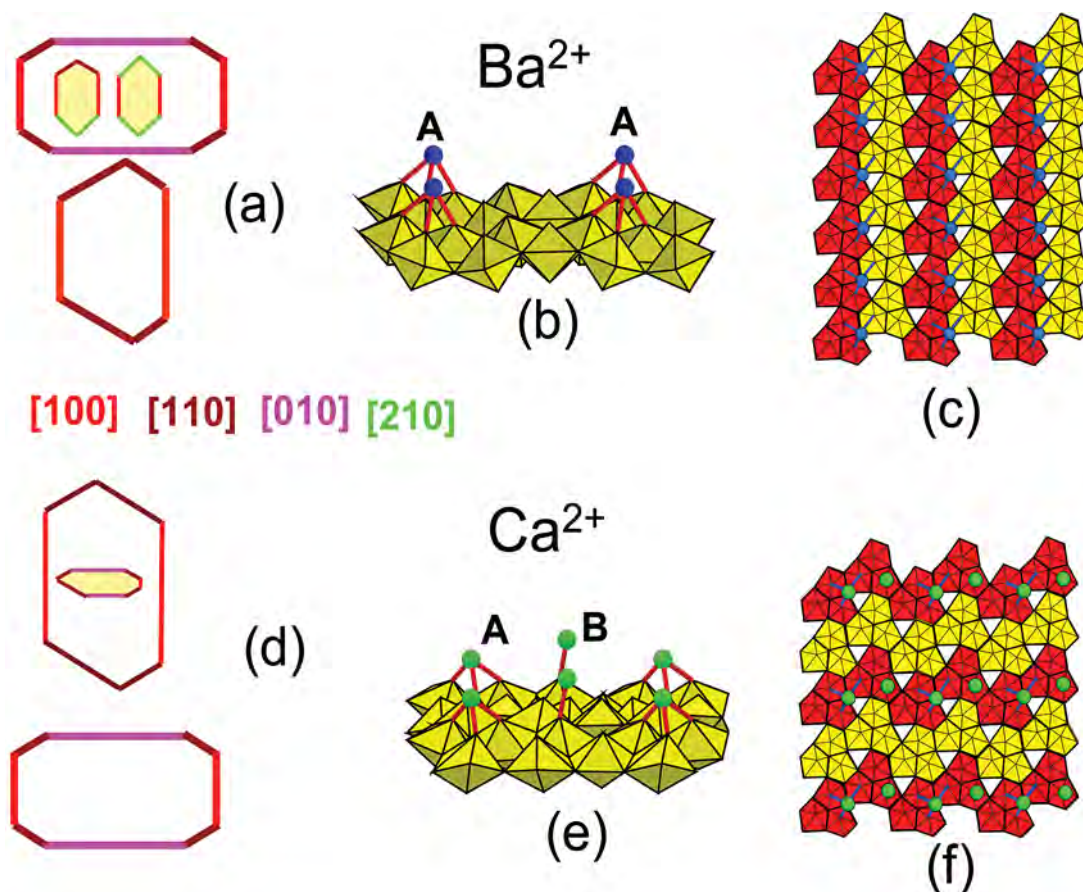 Ba2+
A A
(a)
(b)
(c)
[100] [110] [010] [210]
Ca2+
A B
(d)
(e)
(f)